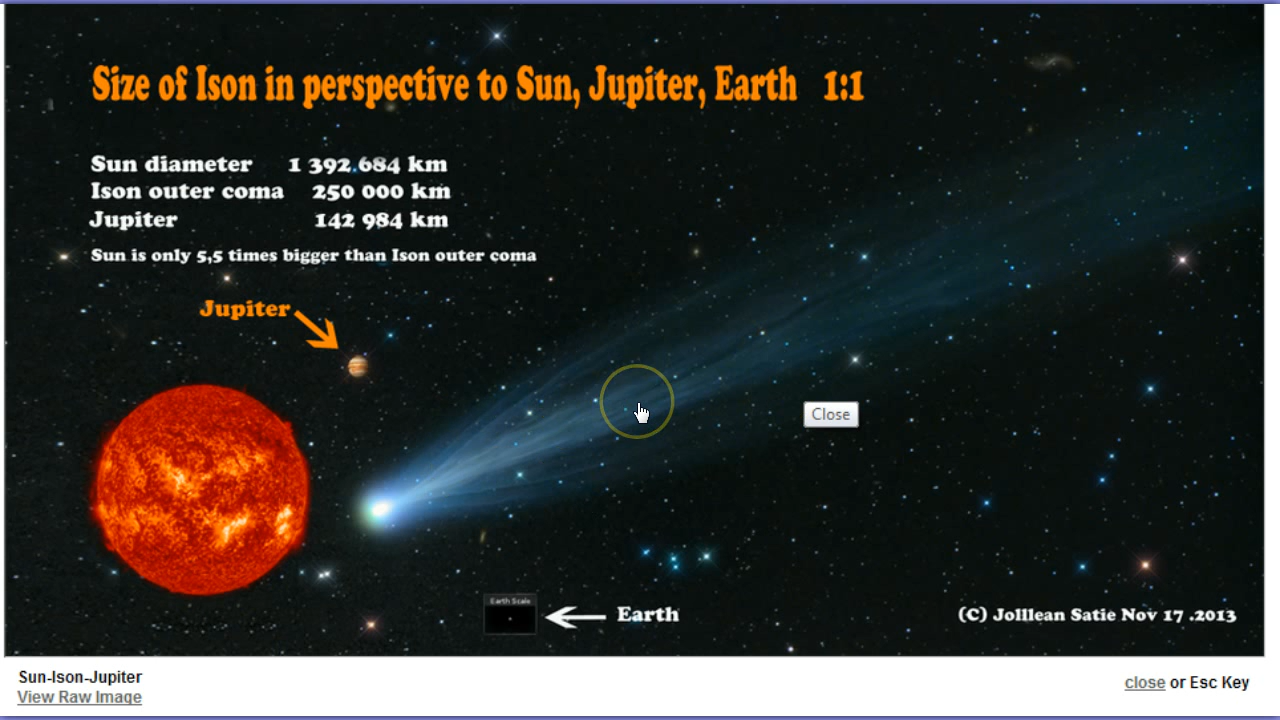 Size of Ison in perspective to Sun, Jupiter, Earth 1:1
Sun diameter 1 392.684 km
Ison outer coma 250 000 km
Jupiter 142 984 km
Sun is only 5,5 times bigger than Ison outer coma
Jupiter
Close
Earth Scale
Earth
(C) Jolllean Satie Nov 17 .2013
Sun-Ison-Jupiter
close or Esc Key
View Raw Image